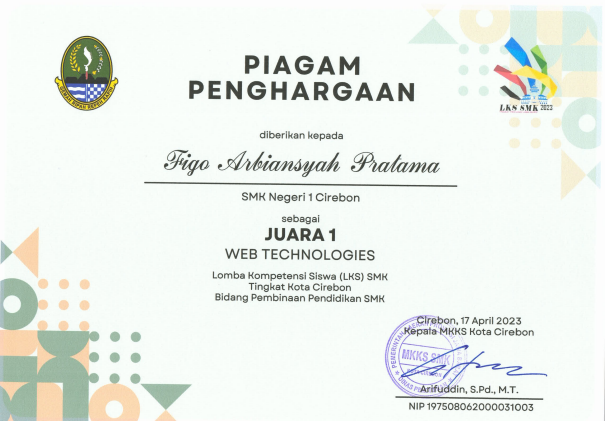 PIAGAM
PENGHARGAAN
LKS SMK 2023
diberikan kepada
Figo Arbiansyah Pratama
SMK Negeri 1 Cirebon
sebagai
JUARA 1
WEB TECHNOLOGIES
Lomba Kompetensi Siswa (LKS) SMK
Tingkat Kota Cirebon
Bidang Pembinaan Pendidikan SMK
Cirebon, 17 April 2023
Kepala MKKS Kota Cirebon
MKKS SMK
Arifuddin, S.Pd., M.T.
NIP 197508062000031003